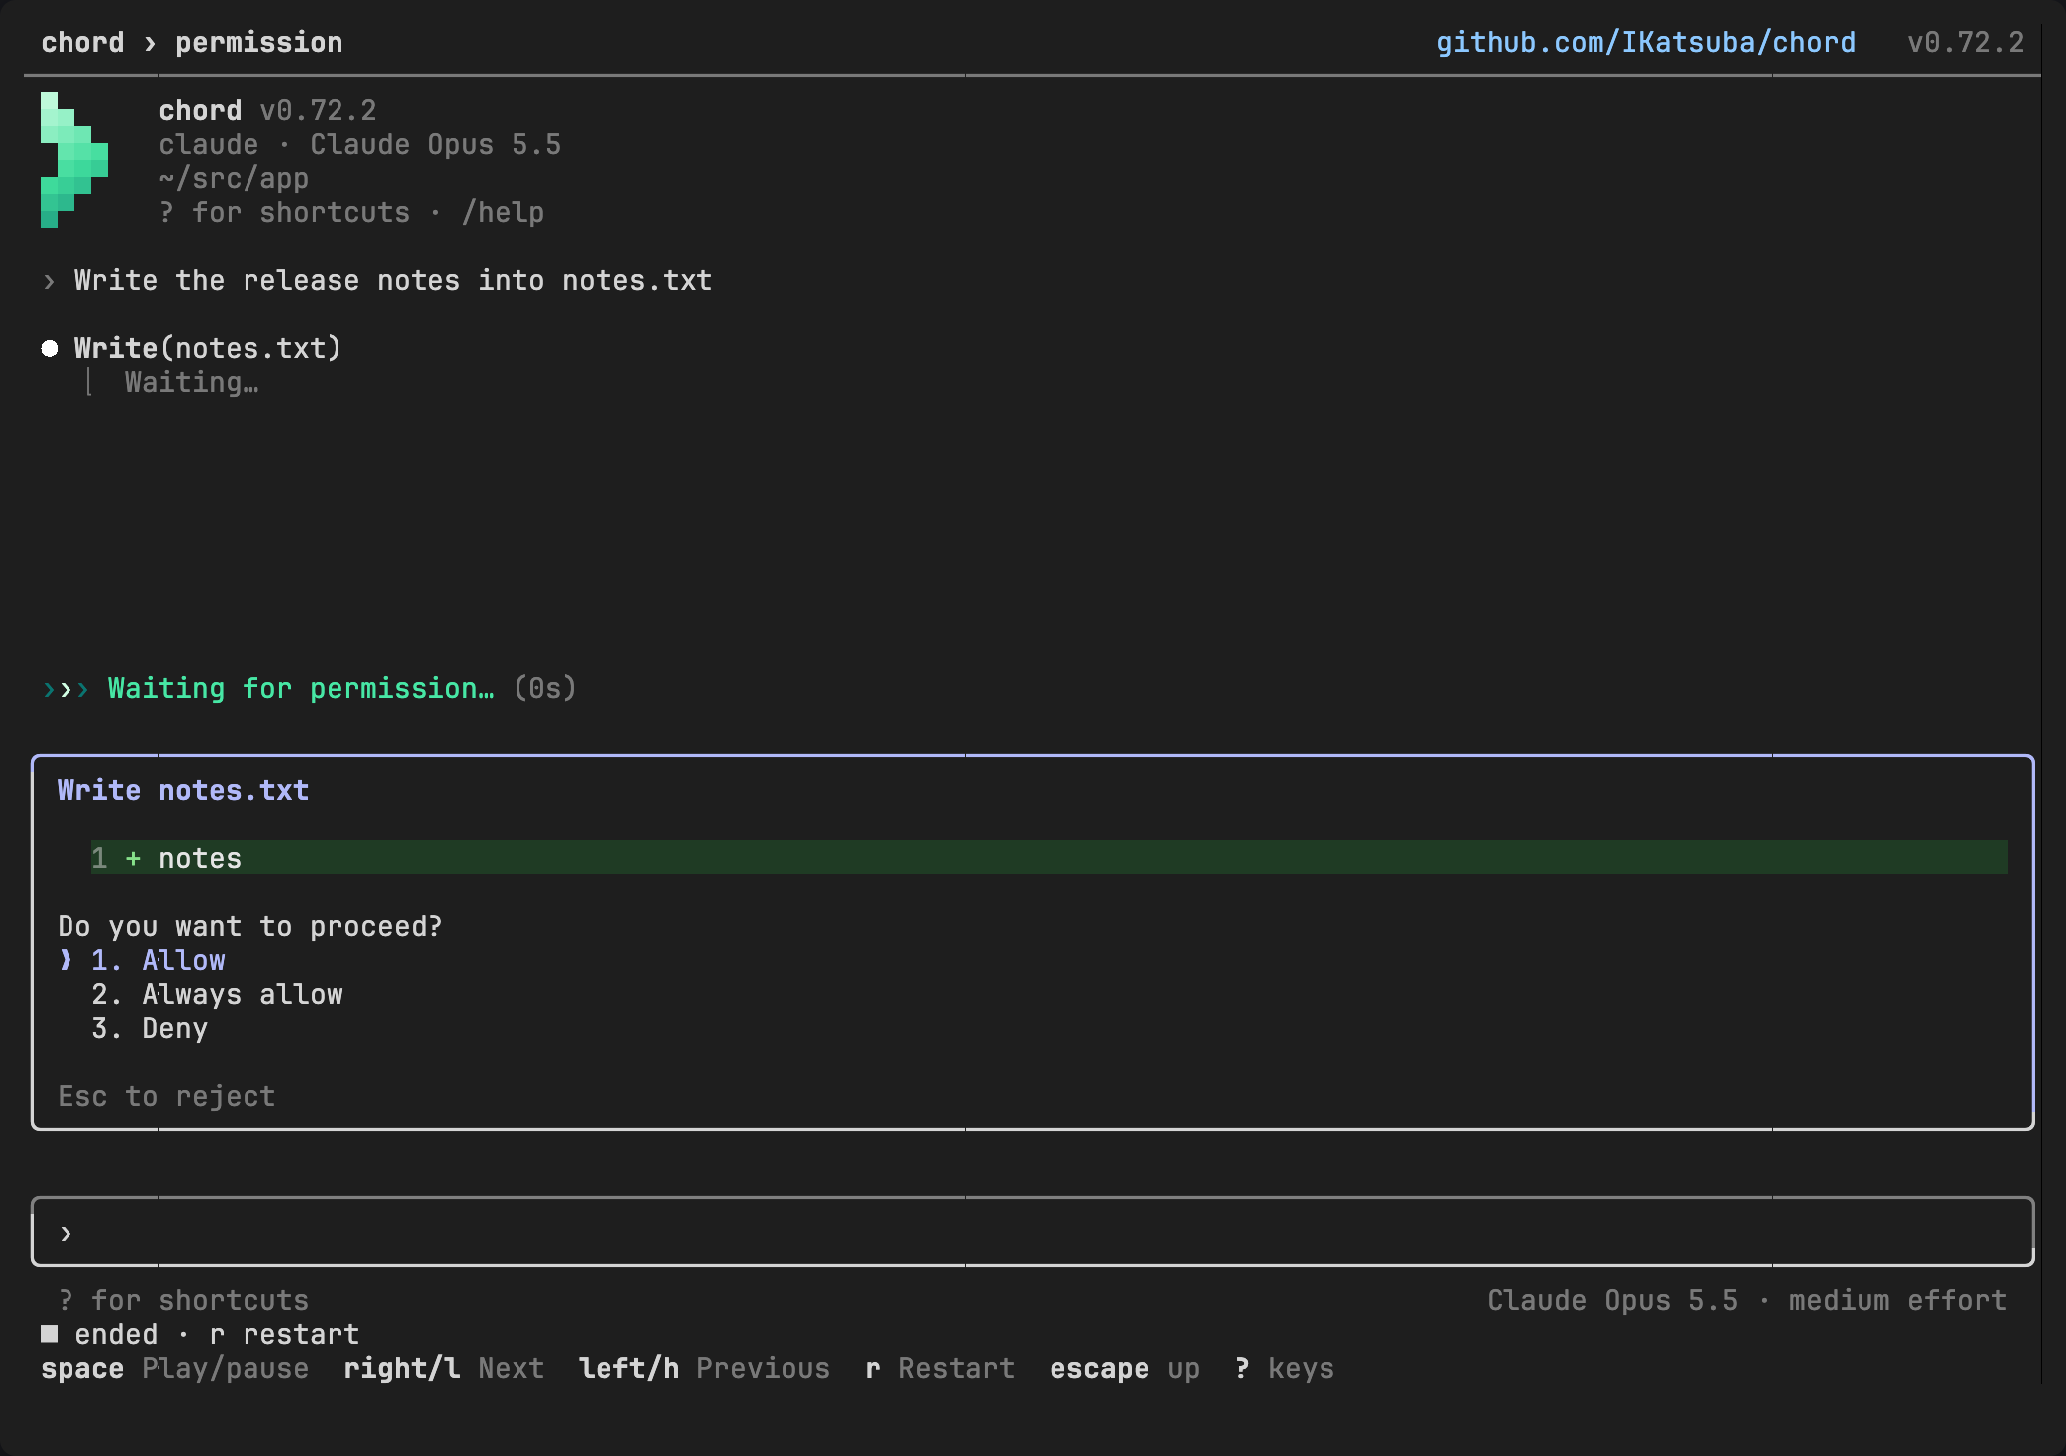 chord › permission github.com/IKatsuba/chord v0.72.2
chord v0.72.2
claude · Claude Opus 5.5
~/src/app
? for shortcuts · /help
› Write the release notes into notes.txt
● Write(notes.txt)
⎣ Waiting…
››› Waiting for permission… (0s)
Write notes.txt
1 + notes
Do you want to proceed?
❫ 1. Allow
2. Always allow
3. Deny
Esc to reject
›
? for shortcuts Claude Opus 5.5 · medium effort
■ ended · r restart
space Play/pause right/l Next left/h Previous r Restart escape up ? keys